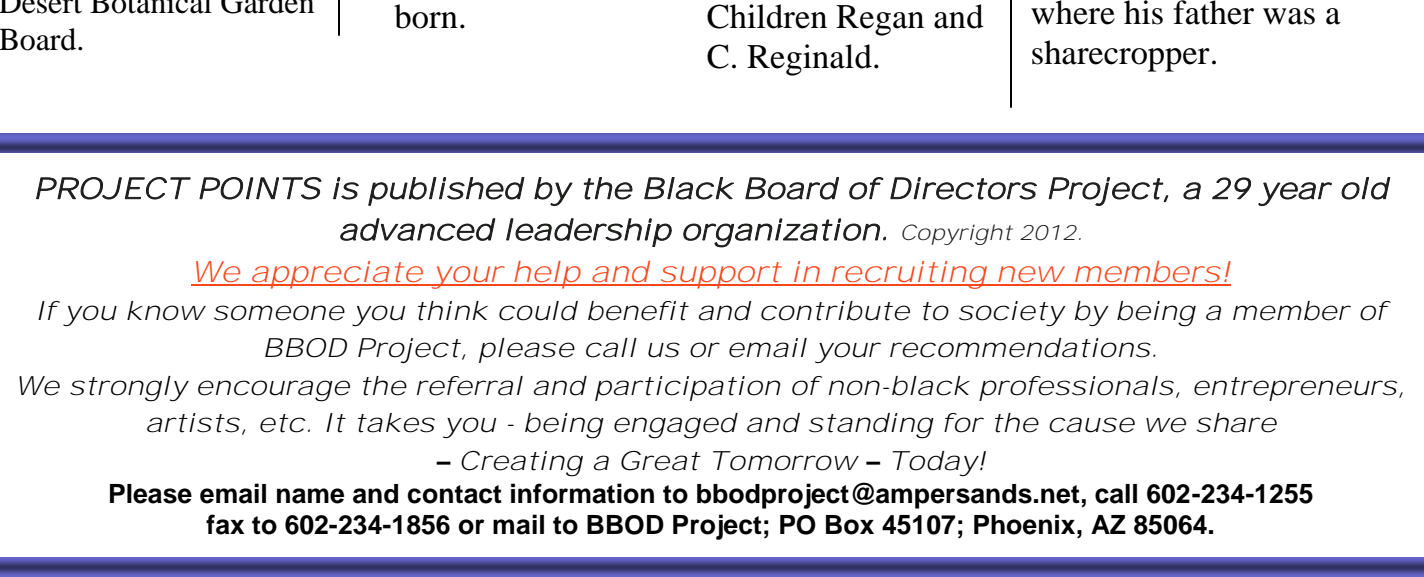 Desert Botanical Garden
Board.
born.
Children Regan and
C. Reginald.
where his father was a
sharecropper.
PROJECT POINTS is published by the Black Board of Directors Project, a 29 year old
advanced leadership organization. Copyright 2012.
We appreciate your help and support in recruiting new members!
If you know someone you think could benefit and contribute to society by being a member of
BBOD Project, please call us or email your recommendations.
We strongly encourage the referral and participation of non-black professionals, entrepreneurs,
artists, etc. It takes you - being engaged and standing for the cause we share
– Creating a Great Tomorrow – Today!
Please email name and contact information to bbodproject@ampersands.net, call 602-234-1255
fax to 602-234-1856 or mail to BBOD Project; PO Box 45107; Phoenix, AZ 85064.